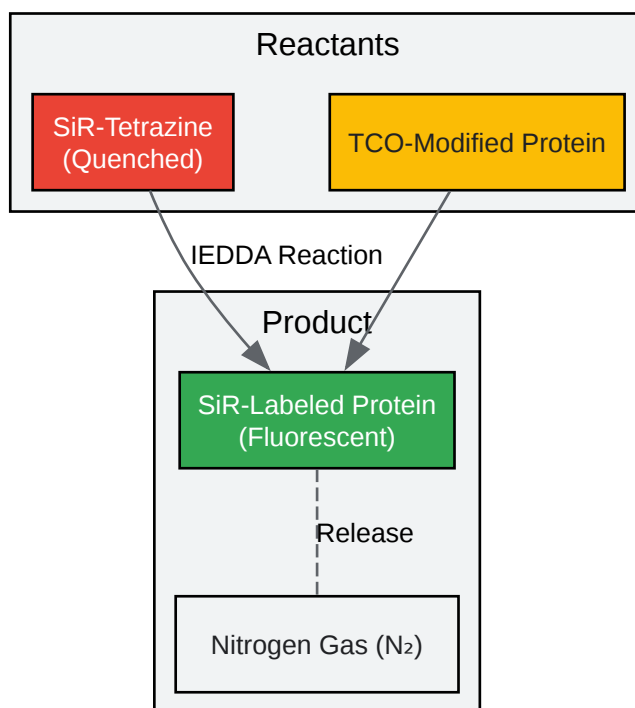 Reactants
SiR-Tetrazine
(Quenched)
TCO-Modified Protein
IEDDA Reaction
Product
SiR-Labeled Protein
(Fluorescent)
Release
Nitrogen Gas (N₂)